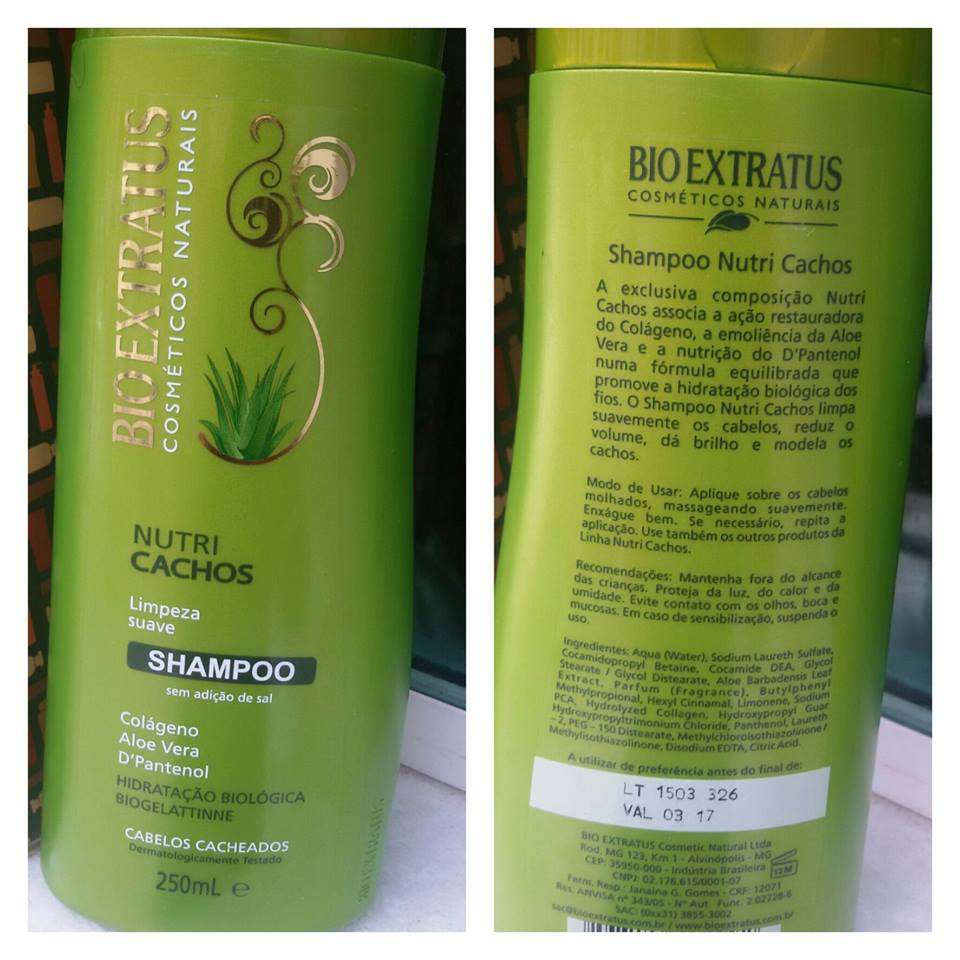 BIO EXTRATUS
COSMÉTICOS NATURAIS
NUTRI
CACHOS
Limpeza
suave
SHAMPOO
sem adição de sal
Colágeno
Aloe Vera
D'Pantenol
HIDRATAÇÃO BIOLÓGICA
BIOGELATTINNE
CABELOS CACHEADOS
Dermatologicamente Testado
250mL e
BIO EXTRATUS
COSMÉTICOS NATURAIS
Shampoo Nutri Cachos
A exclusiva composição Nutri
Cachos associa a ação restauradora
do Colágeno, a emoliência da Aloe
Vera e a nutrição do D'Pantenol
numa fórmula equilibrada que
promove a hidratação biológica dos
fios. O Shampoo Nutri Cachos limpa
suavemente os cabelos, reduz o
volume, dá brilho e modela os
cachos.
Modo de Usar: Aplique sobre os cabelos
molhados, massageando suavemente.
Enxágue bem. Se necessário, repita a
aplicação. Use também os outros produtos da
Linha Nutri Cachos.
Recomendações: Mantenha fora do alcance
das crianças. Proteja da luz, do calor e da
umidade. Evite contato com os olhos, boca e
mucosas. Em caso de sensibilização, suspenda o
uso.
Ingredientes: Aqua (Water), Sodium Laureth Sulfate,
Cocamidopropyl Betaine, Cocamide DEA, Glycol
Stearate / Glycol Distearate, Aloe Barbadensis Leaf
Extract, Parfum (Fragrance), Butylphenyl
Methylpropional, Hexyl Cinnamal, Limonene, Sodium
PCA, Hydrolyzed Collagen, Hydroxypropyl Guar
Hydroxypropyltrimonium Chloride, Panthenol, Laureth
– 2, PEG – 150 Distearate, Methylchloroisothiazolinone /
Methylisothiazolinone, Disodium EDTA, Citric Acid.
A utilizar de preferência antes do final de:
LT 1503 326
VAL 03 17
BIO EXTRATUS Cosmetic Natural Ltda
Rod. MG 123, Km 1 - Alvinópolis - MG
CEP: 35950-000 - Indústria Brasileira
12M
CNPJ: 02.176.615/0001-07
Farm. Resp.: Janaina G. Gomes - CRF: 12071
Res. ANVISA nº 343/05 - Nº Aut. Func. 2.02728-6
SAC: (0xx31) 3855-3002
sac@bioextratus.com.br / www.bioextratus.com.br